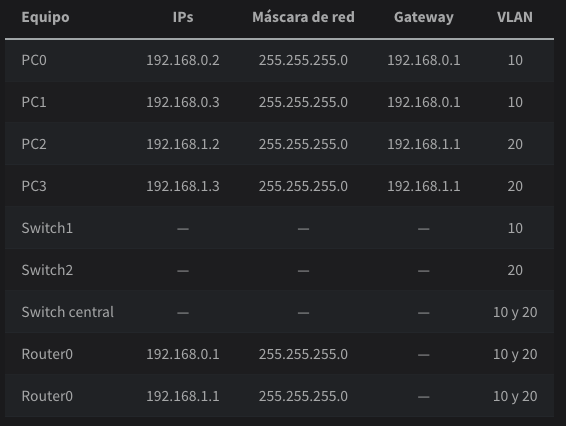 Equipo IPs Máscara de red Gateway VLAN
PC0 192.168.0.2 255.255.255.0 192.168.0.1 10
PC1 192.168.0.3 255.255.255.0 192.168.0.1 10
PC2 192.168.1.2 255.255.255.0 192.168.1.1 20
PC3 192.168.1.3 255.255.255.0 192.168.1.1 20
Switch1 — — — 10
Switch2 — — — 20
Switch central — — — 10 y 20
Router0 192.168.0.1 255.255.255.0 — 10 y 20
Router0 192.168.1.1 255.255.255.0 — 10 y 20